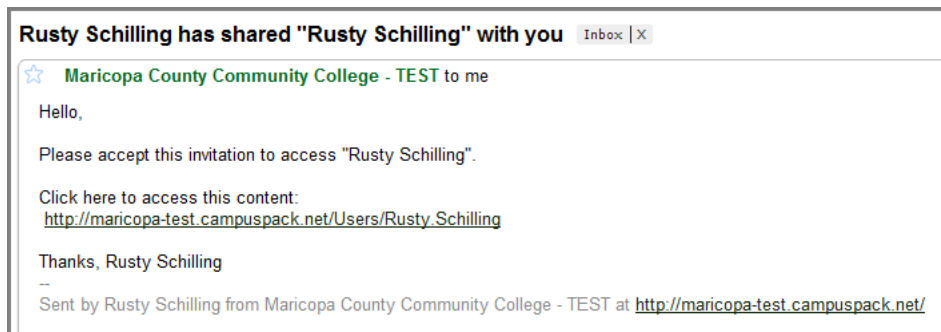 Rusty Schilling has shared "Rusty Schilling" with you Inbox | X
Maricopa County Community College - TEST to me
Hello,
Please accept this invitation to access "Rusty Schilling".
Click here to access this content:
http://maricopa-test.campuspack.net/Users/Rusty.Schilling
Thanks, Rusty Schilling
--
Sent by Rusty Schilling from Maricopa County Community College - TEST at http://maricopa-test.campuspack.net/